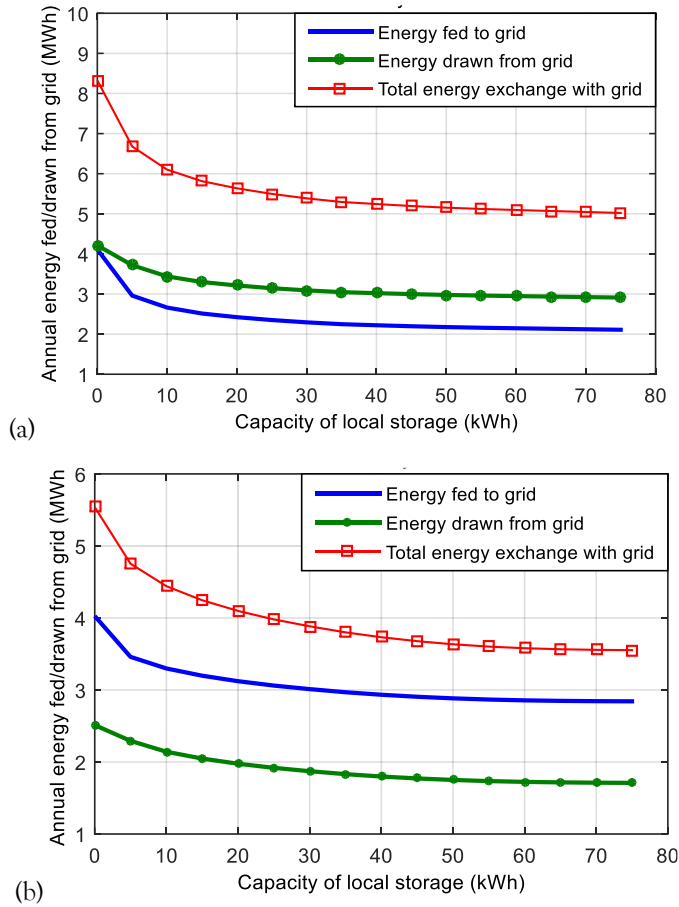 10
9
8
7
6
5
4
3
2
1
Annual energy fed/drawn from grid (MWh)
Energy fed to grid
Energy drawn from grid
Total energy exchange with grid
0 10 20 30 40 50 60 70 80
Capacity of local storage (kWh)
(a)
6
5
4
3
2
1
Annual energy fed/drawn from grid (MWh
Energy fed to grid
Energy drawn from grid
Total energy exchange with grid
0 10 20 30 40 50 60 70 80
Capacity of local storage (kWh)
(b)